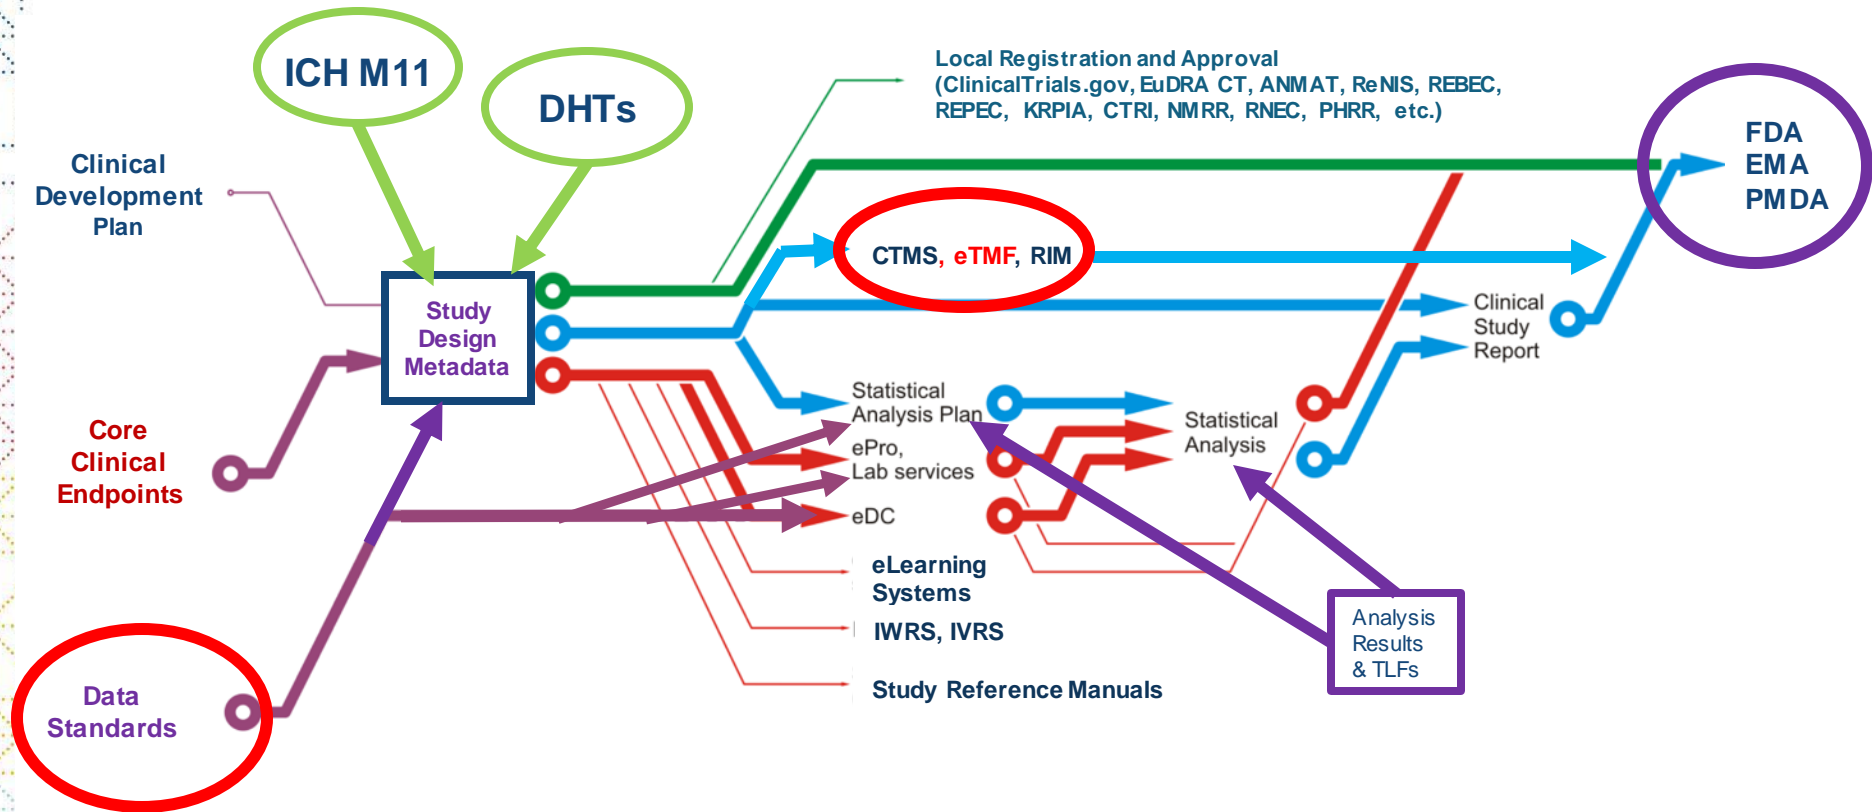 ICH M11
DHTs
Local Registration and Approval
(ClinicalTrials.gov, EuDRA CT, ANMAT, ReNIS, REBEC,
REPEC, KRPIA, CTRI, NMRR, RNEC, PHRR, etc.)
FDA
EMA
PMDA
Clinical
Development
Plan
CTMS, eTMF, RIM
Study
Design
Metadata
Clinical
Study
Report
Statistical
Analysis Plan
ePro,
Lab services
eDC
Statistical
Analysis
Core
Clinical
Endpoints
eLearning
Systems
IWRS, IVRS
Study Reference Manuals
Analysis
Results
& TLFs
Data
Standards